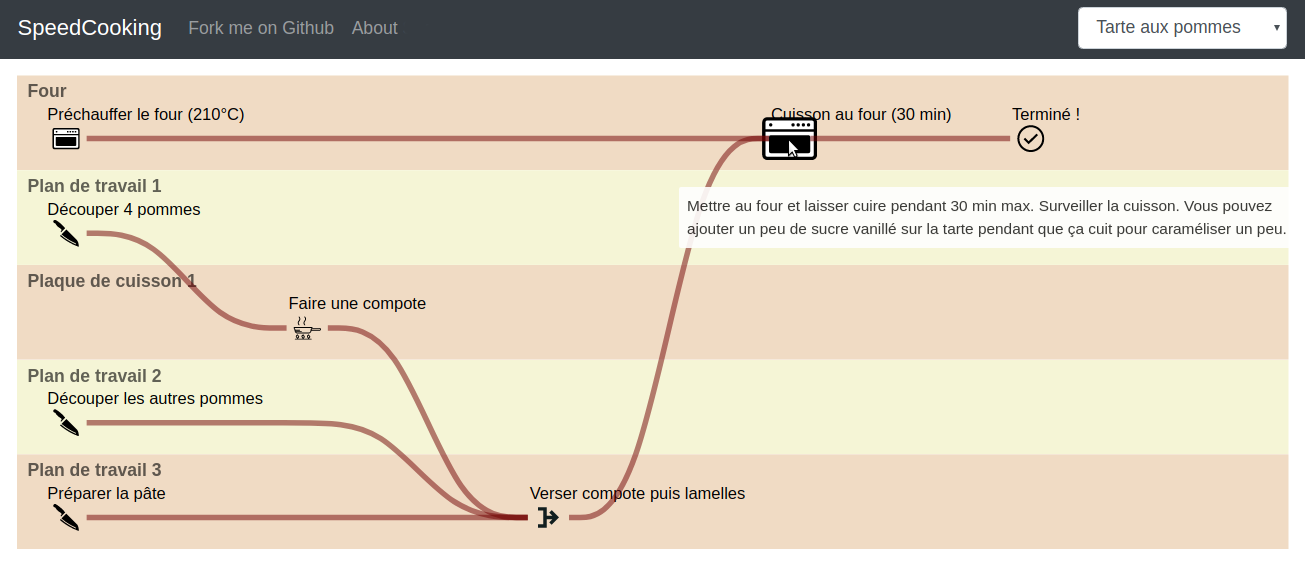 SpeedCooking Fork me on Github About Tarte aux pommes
Four
Préchauffer le four (210°C)
Cuisson au four (30 min)
Terminé !
Plan de travail 1
Découper 4 pommes
Mettre au four et laisser cuire pendant 30 min max. Surveiller la cuisson. Vous pouvez
ajouter un peu de sucre vanillé sur la tarte pendant que ça cuit pour caraméliser un peu.
Plaque de cuisson 1
Faire une compote
Plan de travail 2
Découper les autres pommes
Plan de travail 3
Préparer la pâte
Verser compote puis lamelles